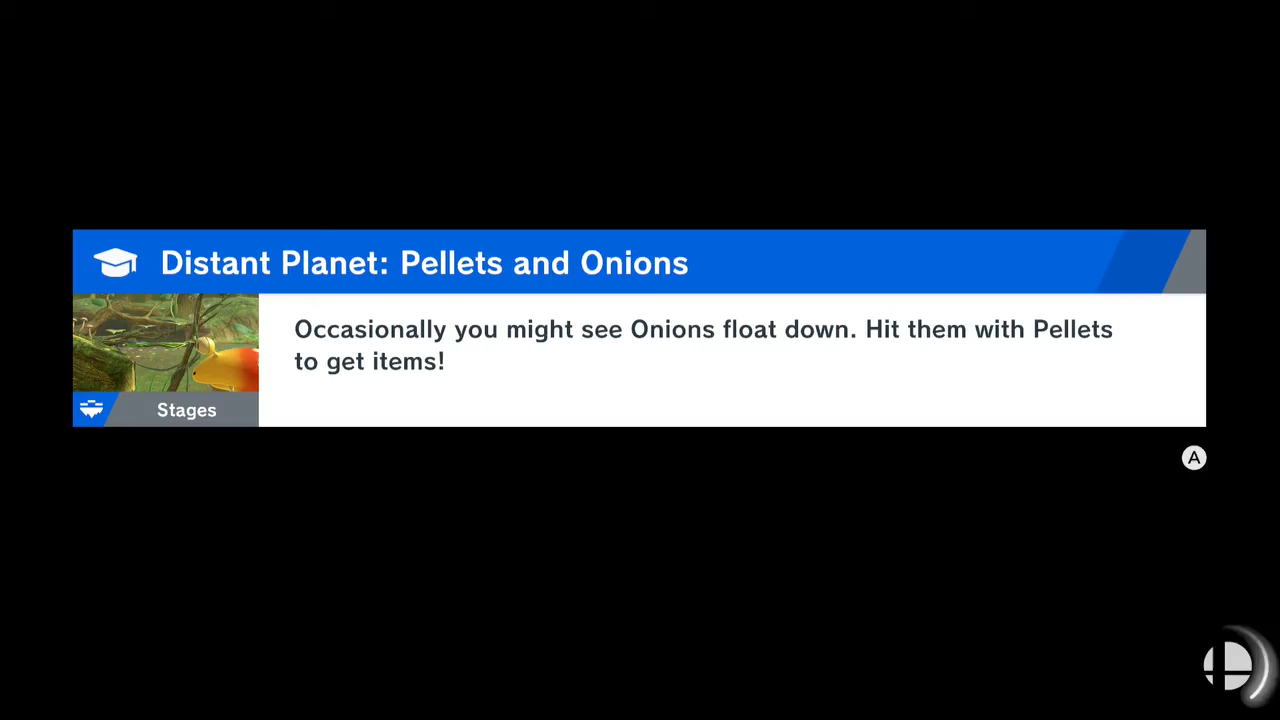 Distant Planet: Pellets and Onions
Occasionally you might see Onions float down. Hit them with Pellets
to get items!
Stages
A